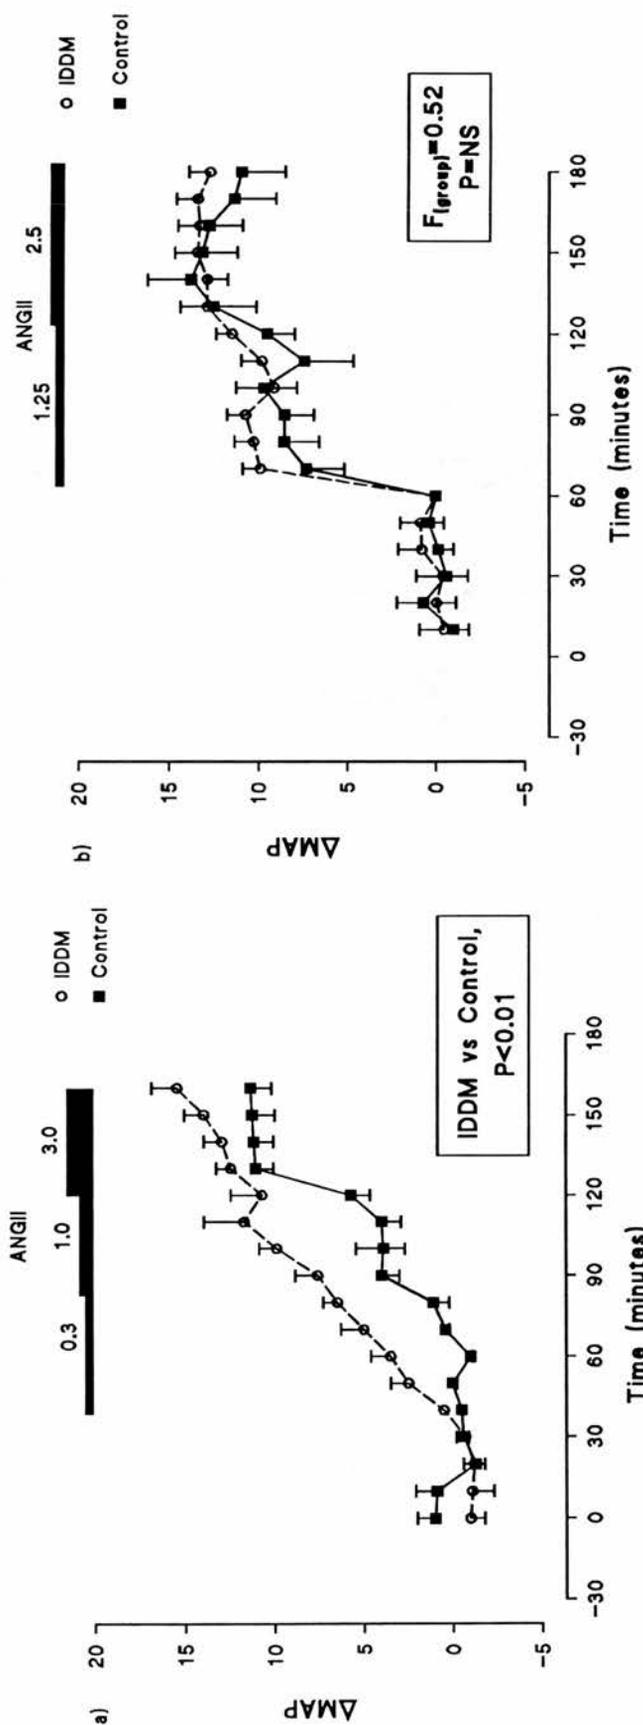 a)
ANGII
0.3 1.0 3.0
IDDM
Control
20
15
10
5
0
-5
ΔMAP
IDDM vs Control,
P<0.01
-30 0 30 60 90 120 150 180
Time (minutes)
b)
ANGII
1.25 2.5
IDDM
Control
20
15
10
5
0
-5
ΔMAP
F(group)=0.52
P=NS
-30 0 30 60 90 120 150 180
Time (minutes)